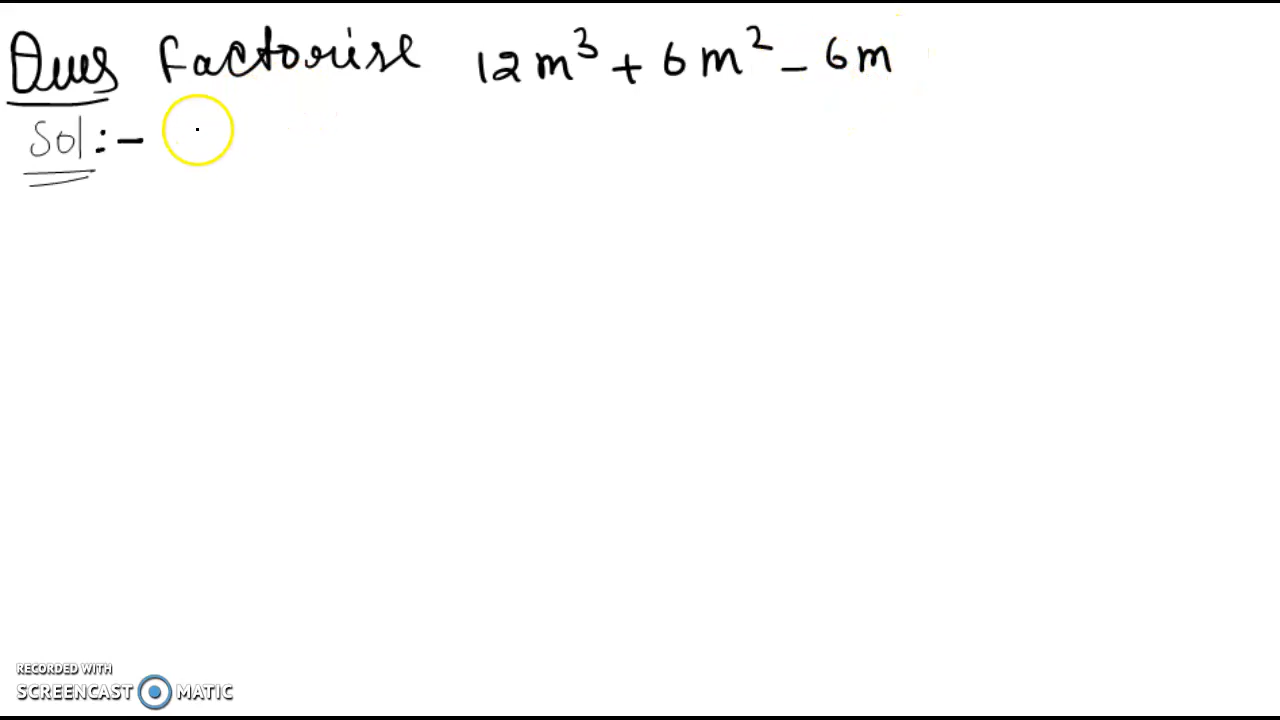 Ques Factorise 12m³ + 6m² - 6m
Sol :-
RECORDED WITH
SCREENCAST MATIC